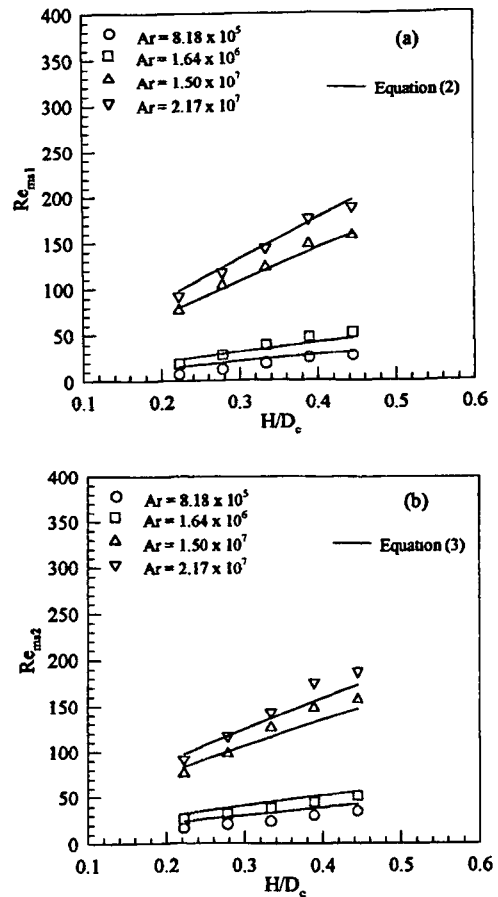 400
350
300
250
200
150
100
50
0
Re_ms1
○ Ar = 8.18 x 10^5
□ Ar = 1.64 x 10^6
△ Ar = 1.50 x 10^7
▽ Ar = 2.17 x 10^7
(a)
Equation (2)
0.1 0.2 0.3 0.4 0.5 0.6
H/D_c
400
350
300
250
200
150
100
50
0
Re_ms2
○ Ar = 8.18 x 10^5
□ Ar = 1.64 x 10^6
△ Ar = 1.50 x 10^7
▽ Ar = 2.17 x 10^7
(b)
Equation (3)
0.1 0.2 0.3 0.4 0.5 0.6
H/D_c